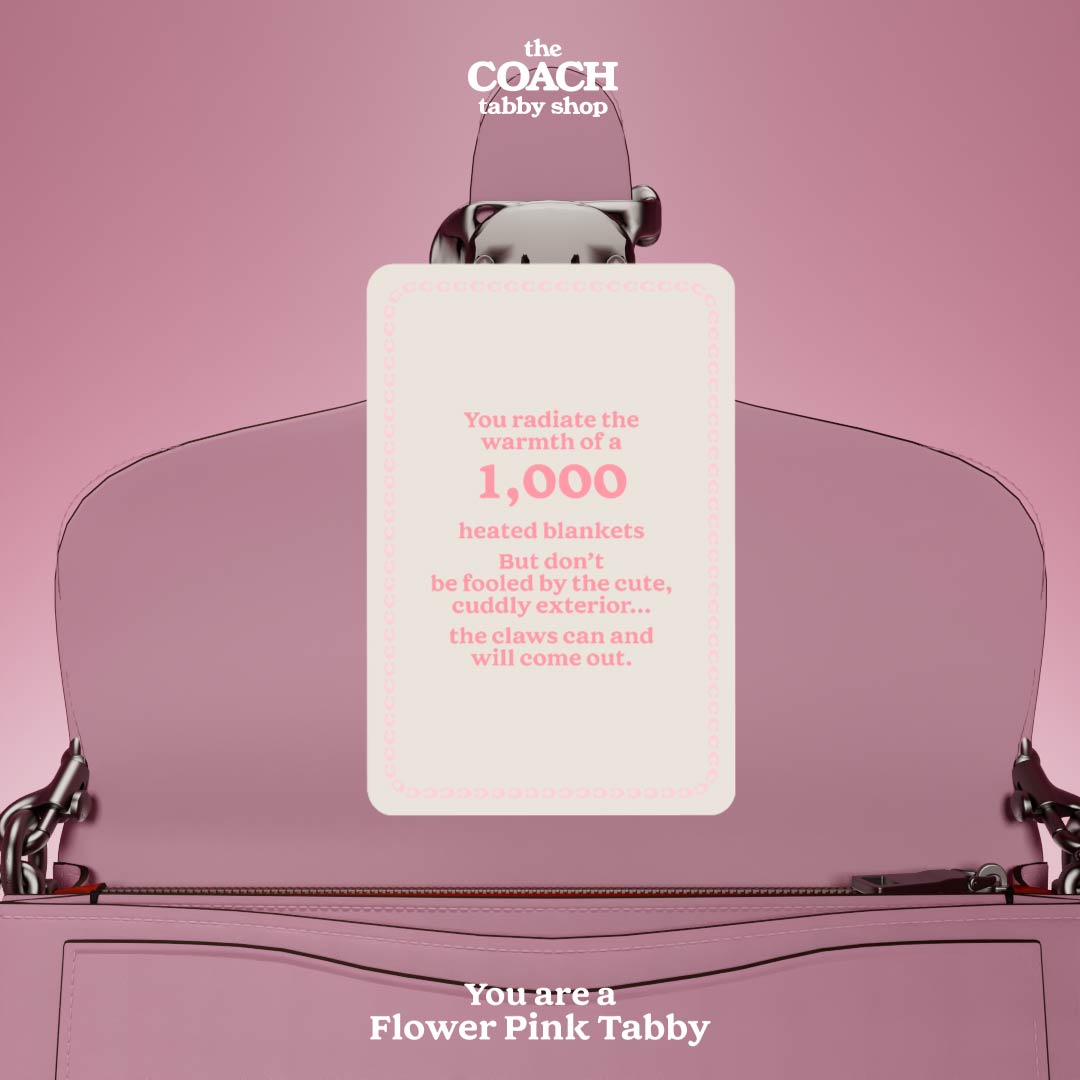 the
COACH
tabby shop
You radiate the
warmth of a
1,000
heated blankets
But don't
be fooled by the cute,
cuddly exterior...
the claws can and
will come out.
You are a
Flower Pink Tabby